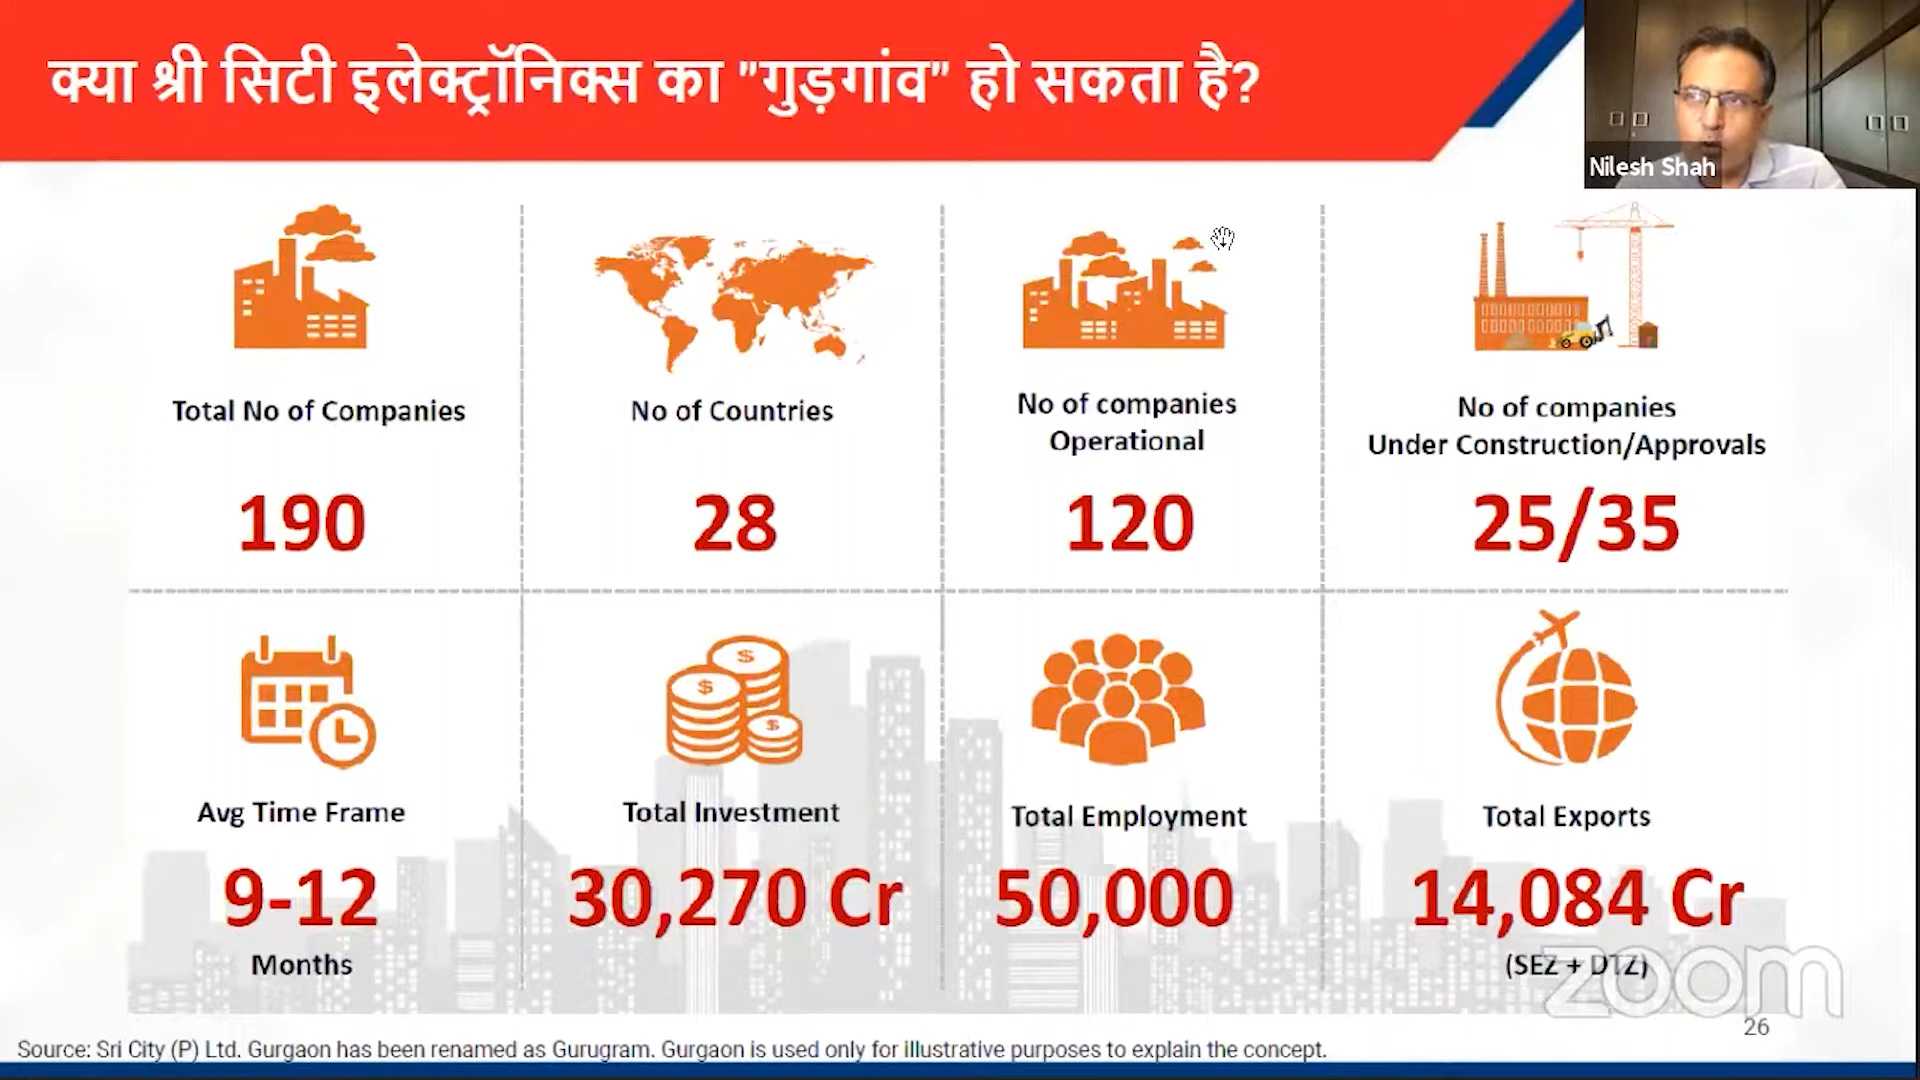 क्या श्री सिटी इलेक्ट्रॉनिक्स का "गुड़गांव" हो सकता है?
Nilesh Shah
Total No of Companies
190
No of Countries
28
No of companies
Operational
120
No of companies
Under Construction/Approvals
25/35
Avg Time Frame
9-12
Months
Total Investment
30,270 Cr
Total Employment
50,000
Total Exports
14,084 Cr
(SEZ + DTZ)
zoom
26
Source: Sri City (P) Ltd. Gurgaon has been renamed as Gurugram. Gurgaon is used only for illustrative purposes to explain the concept.